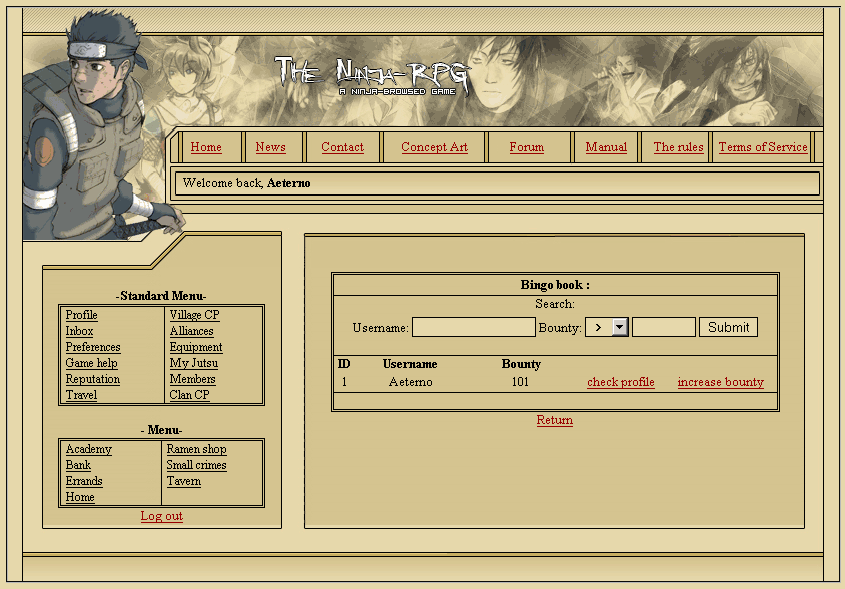 The Ninja-RPG
A NINJA-BROWSED GAME
Home News Contact Concept Art Forum Manual The rules Terms of Service
Welcome back, Aeterno
-Standard Menu-
Profile Village CP
Inbox Alliances
Preferences Equipment
Game help My Jutsu
Reputation Members
Travel Clan CP
- Menu-
Academy Ramen shop
Bank Small crimes
Errands Tavern
Home
Log out
Bingo book :
Search:
Username: Bounty: > Submit
ID Username Bounty
1 Aeterno 101 check profile increase bounty
Return